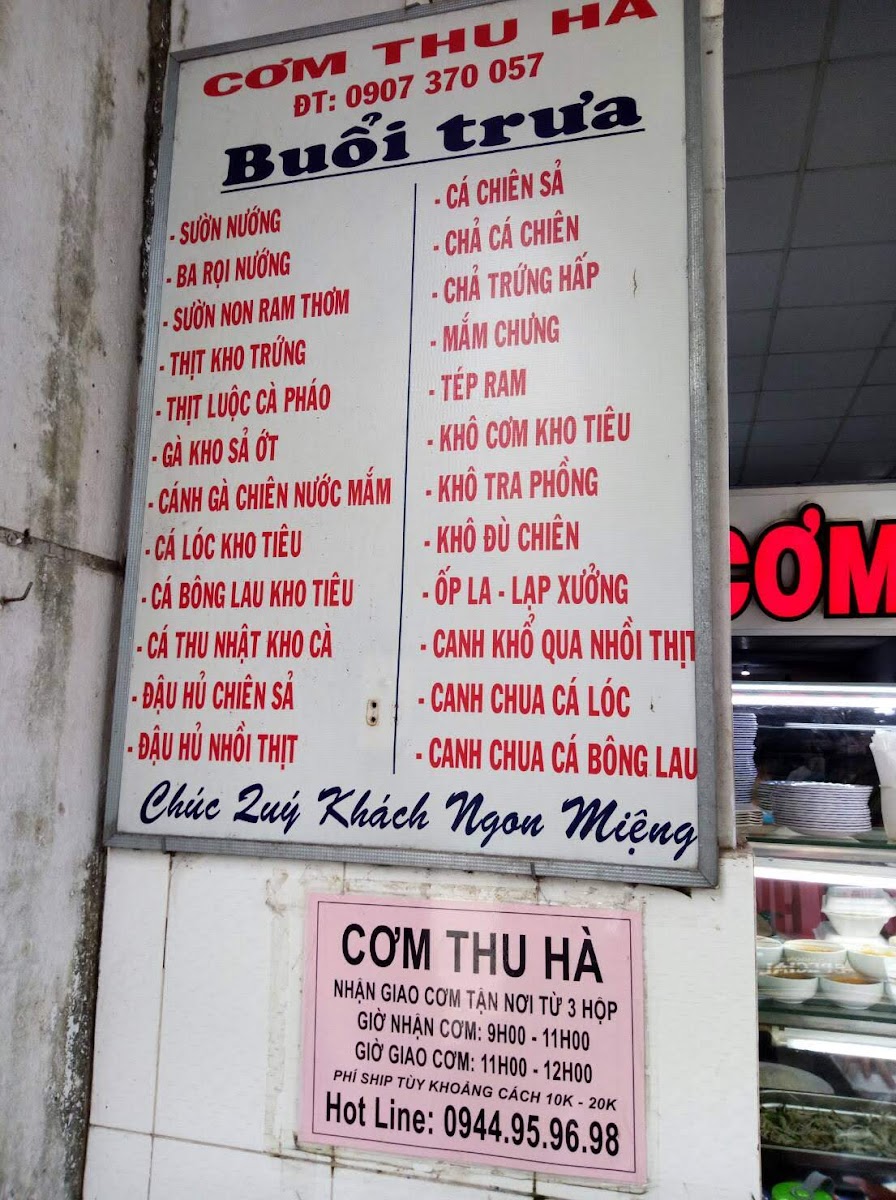 CƠM THU HÀ
ĐT: 0907 370 057
Buổi trưa
- SƯỜN NƯỚNG
- BA RỌI NƯỚNG
- SƯỜN NON RAM THƠM
- THỊT KHO TRỨNG
- THỊT LUỘC CÀ PHÁO
- GÀ KHO SẢ ỚT
- CÁNH GÀ CHIÊN NƯỚC MẮM
- CÁ LÓC KHO TIÊU
- CÁ BÔNG LAU KHO TIÊU
- CÁ THU NHẬT KHO CÀ
- ĐẬU HỦ CHIÊN SẢ
- ĐẬU HỦ NHỒI THỊT
- CÁ CHIÊN SẢ
- CHẢ CÁ CHIÊN
- CHẢ TRỨNG HẤP
- MẮM CHƯNG
- TÉP RAM
- KHÔ CƠM KHO TIÊU
- KHÔ TRA PHỒNG
- KHÔ ĐÙ CHIÊN
- ỐP LA - LẠP XƯỞNG
- CANH KHỔ QUA NHỒI THỊT
- CANH CHUA CÁ LÓC
- CANH CHUA CÁ BÔNG LAU
Chúc Quý Khách Ngon Miệng
CƠM
CƠM THU HÀ
NHẬN GIAO CƠM TẬN NƠI TỪ 3 HỘP
GIỜ NHẬN CƠM: 9H00 - 11H00
GIỜ GIAO CƠM: 11H00 - 12H00
PHÍ SHIP TÙY KHOẢNG CÁCH 10K - 20K
Hot Line: 0944.95.96.98